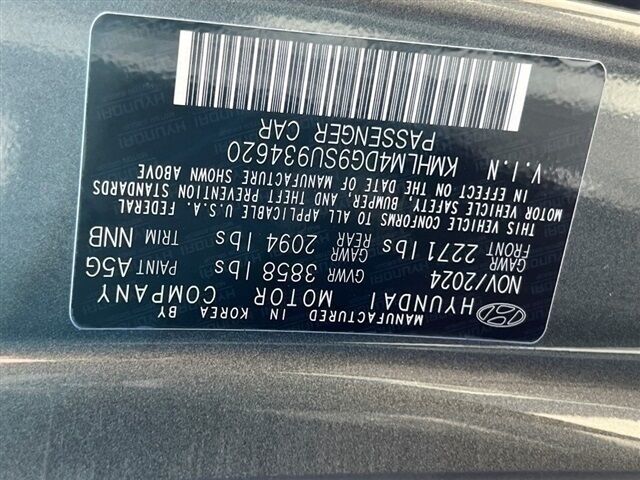 MANUFACTURED IN KOREA BY
HYUNDAI MOTOR COMPANY
NOV/2024 GVWR 3858 lbs PAINT A5G
GAWR FRONT 2271 lbs GAWR REAR 2094 lbs TRIM NNB
THIS VEHICLE CONFORMS TO ALL APPLICABLE U.S.A. FEDERAL
MOTOR VEHICLE SAFETY, BUMPER, AND THEFT PREVENTION STANDARDS
IN EFFECT ON THE DATE OF MANUFACTURE SHOWN ABOVE
V.I.N KMHLM4DG9SU934620
PASSENGER CAR